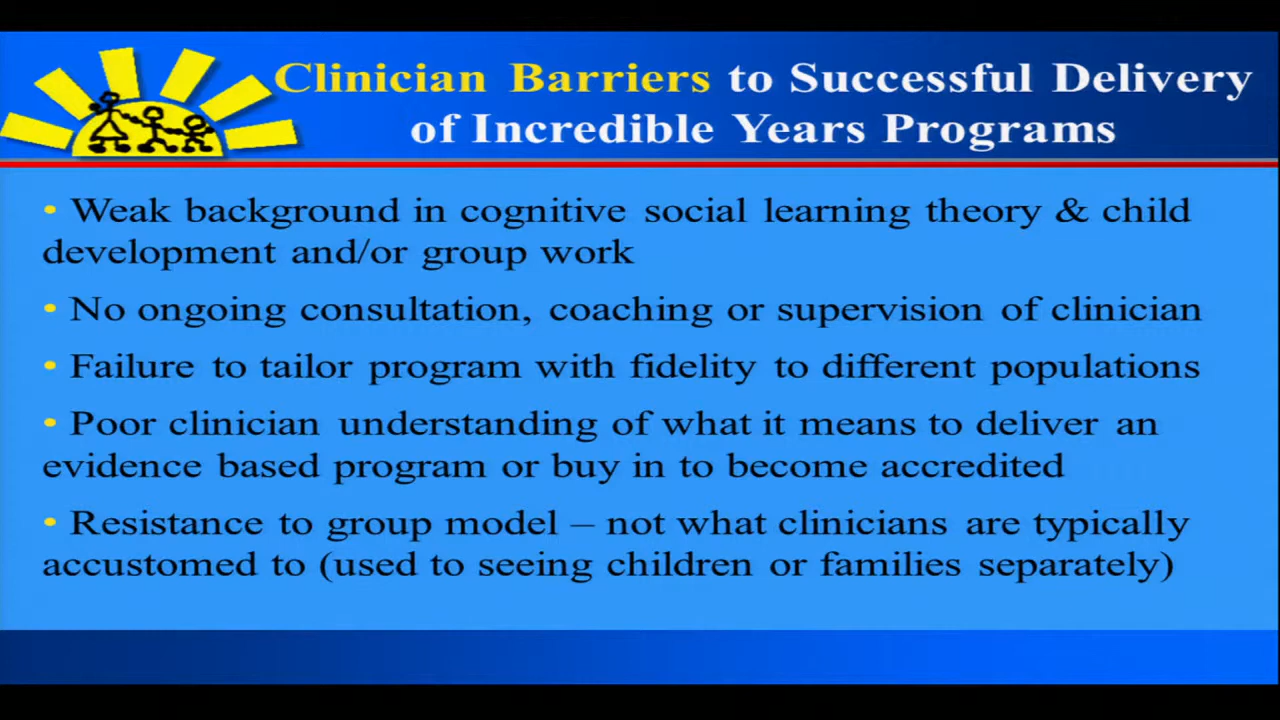 Clinician Barriers to Successful Delivery
of Incredible Years Programs
• Weak background in cognitive social learning theory & child
development and/or group work
• No ongoing consultation, coaching or supervision of clinician
• Failure to tailor program with fidelity to different populations
• Poor clinician understanding of what it means to deliver an
evidence based program or buy in to become accredited
• Resistance to group model – not what clinicians are typically
accustomed to (used to seeing children or families separately)